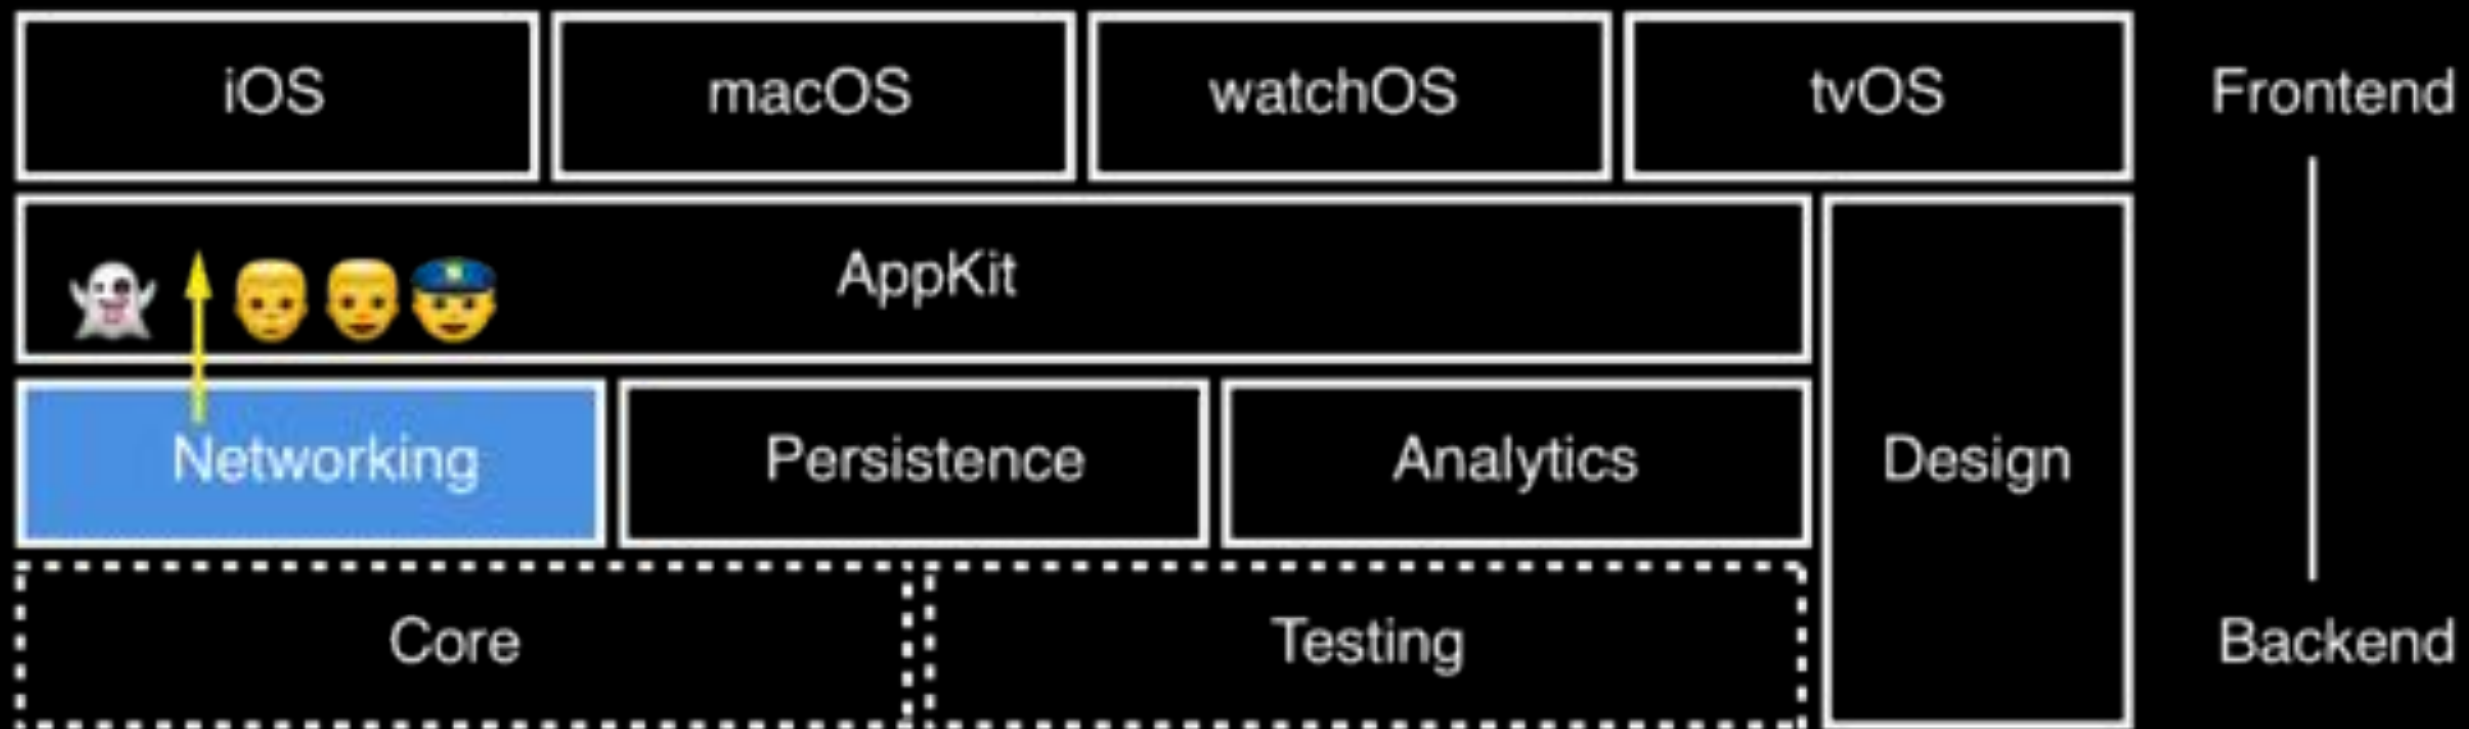 iOS macOS watchOS tvOS Frontend
AppKit
Networking Persistence Analytics Design
Core Testing Backend